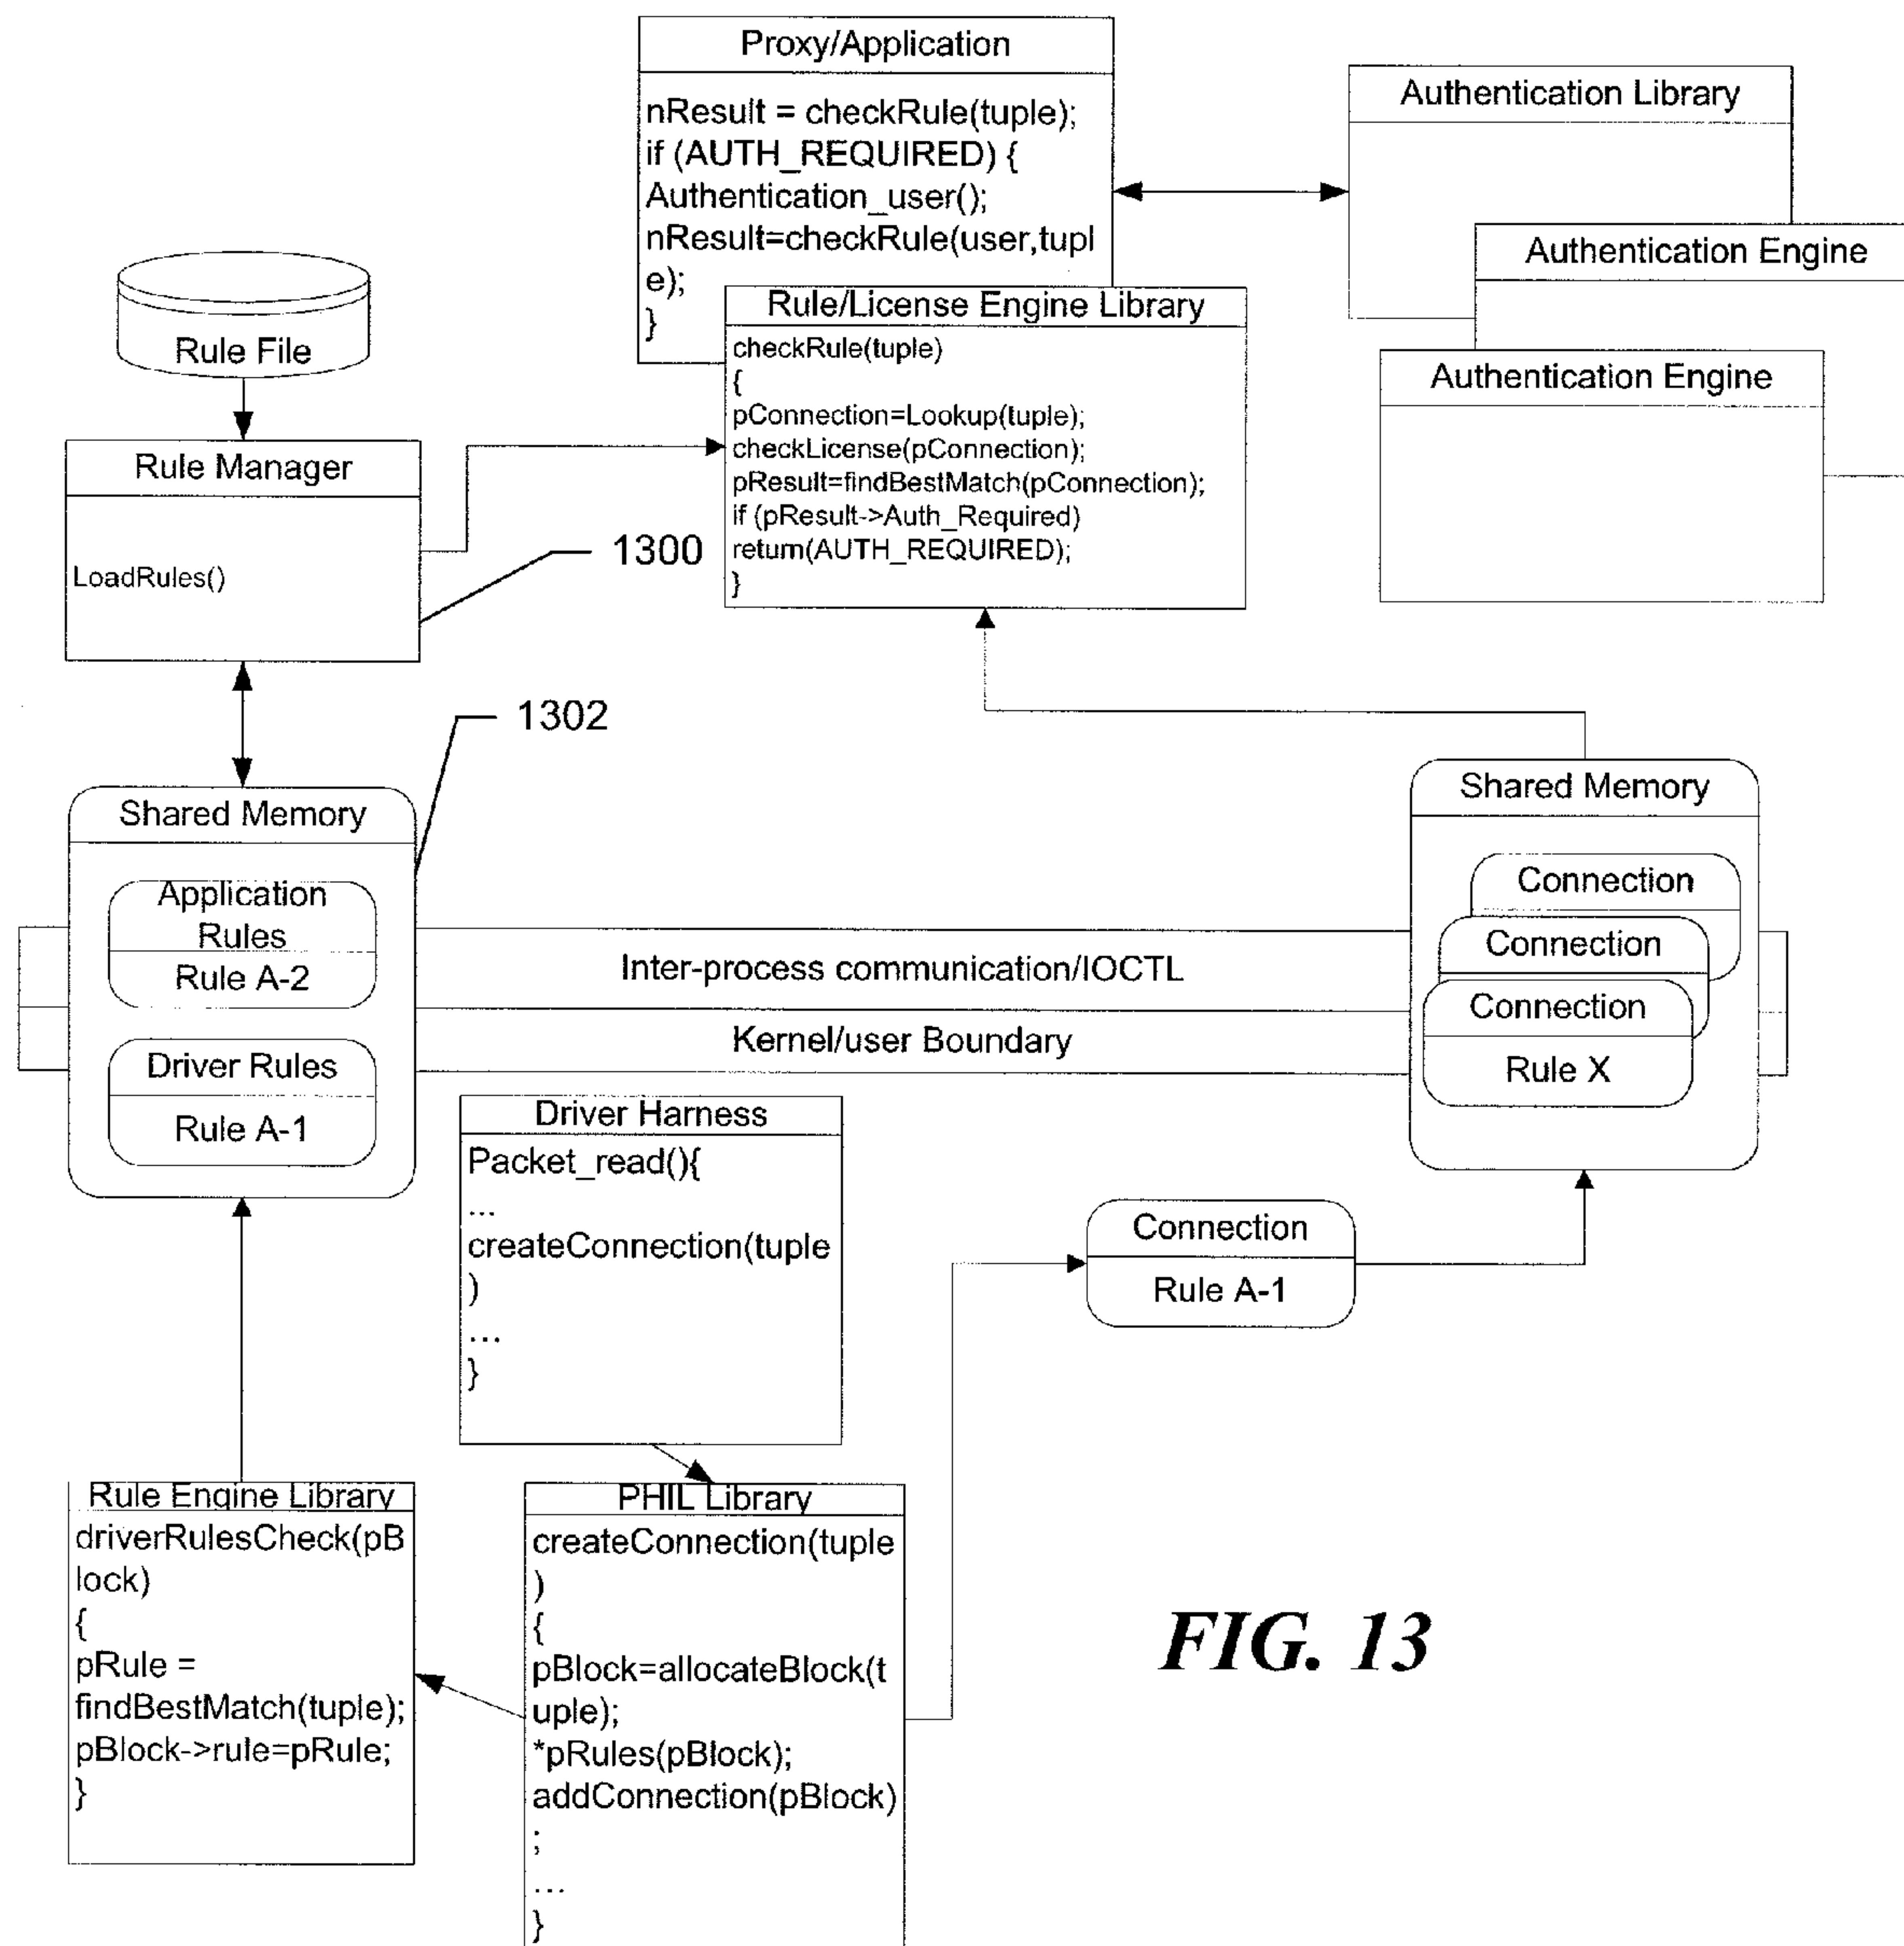 Proxy/Application
nResult = checkRule(tuple);
if (AUTH_REQUIRED) {
Authentication_user();
nResult=checkRule(user,tupl
e);
}
Authentication Library
Authentication Engine
Authentication Engine
Rule/License Engine Library
checkRule(tuple)
{
pConnection=Lookup(tuple);
checkLicense(pConnection);
pResult=findBestMatch(pConnection);
if (pResult->Auth_Required)
return(AUTH_REQUIRED);
}
Rule File
Rule Manager
LoadRules()
1300
1302
Shared Memory
Application
Rules
Rule A-2
Driver Rules
Rule A-1
Inter-process communication/IOCTL
Kernel/user Boundary
Shared Memory
Connection
Connection
Connection
Rule X
Driver Harness
Packet_read(){
...
createConnection(tuple
)
...
}
Connection
Rule A-1
Rule Engine Library
driverRulesCheck(pB
lock)
{
pRule =
findBestMatch(tuple);
pBlock->rule=pRule;
}
PHIL Library
createConnection(tuple
)
{
pBlock=allocateBlock(t
uple);
*pRules(pBlock);
addConnection(pBlock)
;
...
}
FIG. 13